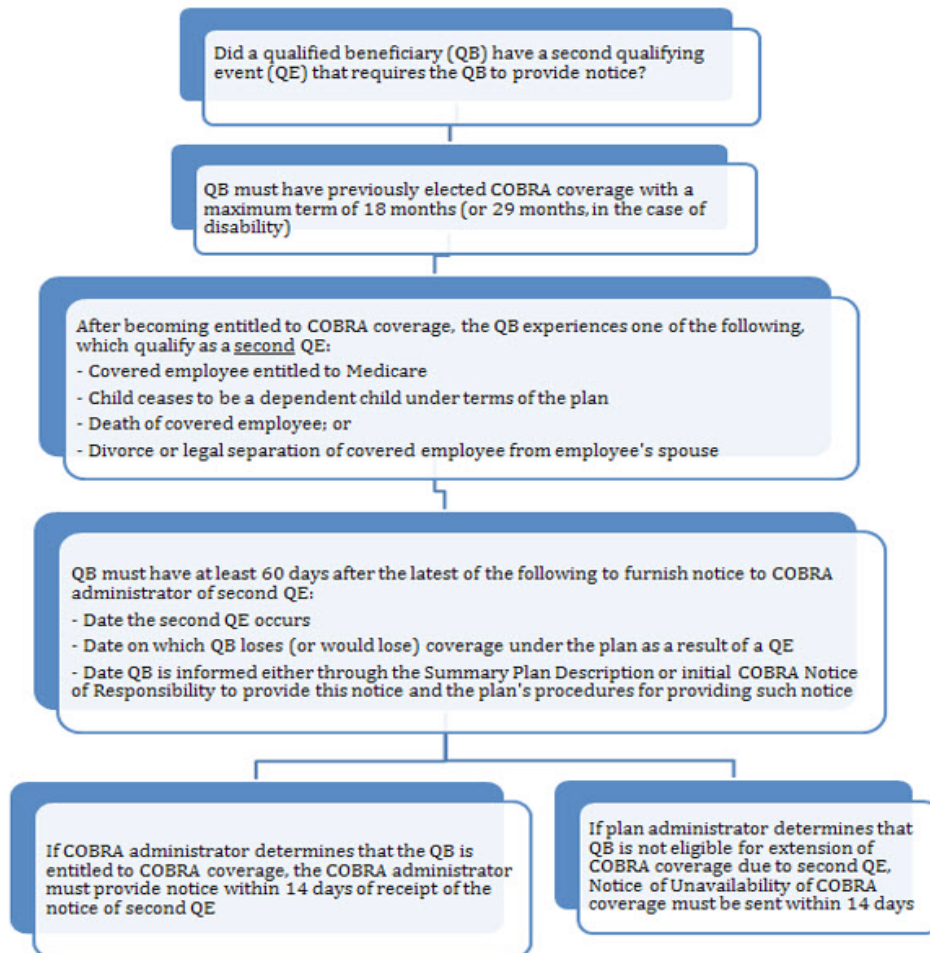 Did a qualified beneficiary (QB) have a second qualifying
event (QE) that requires the QB to provide notice?
QB must have previously elected COBRA coverage with a
maximum term of 18 months (or 29 months, in the case of
disability)
After becoming entitled to COBRA coverage, the QB experiences one of the following,
which qualify as a second QE:
- Covered employee entitled to Medicare
- Child ceases to be a dependent child under terms of the plan
- Death of covered employee; or
- Divorce or legal separation of covered employee from employee's spouse
QB must have at least 60 days after the latest of the following to furnish notice to COBRA
administrator of second QE:
- Date the second QE occurs
- Date on which QB loses (or would lose) coverage under the plan as a result of a QE
- Date QB is informed either through the Summary Plan Description or initial COBRA Notice
of Responsibility to provide this notice and the plan's procedures for providing such notice
If COBRA administrator determines that the QB is
entitled to COBRA coverage, the COBRA administrator
must provide notice within 14 days of receipt of the
notice of second QE
If plan administrator determines that
QB is not eligible for extension of
COBRA coverage due to second QE,
Notice of Unavailability of COBRA
coverage must be sent within 14 days